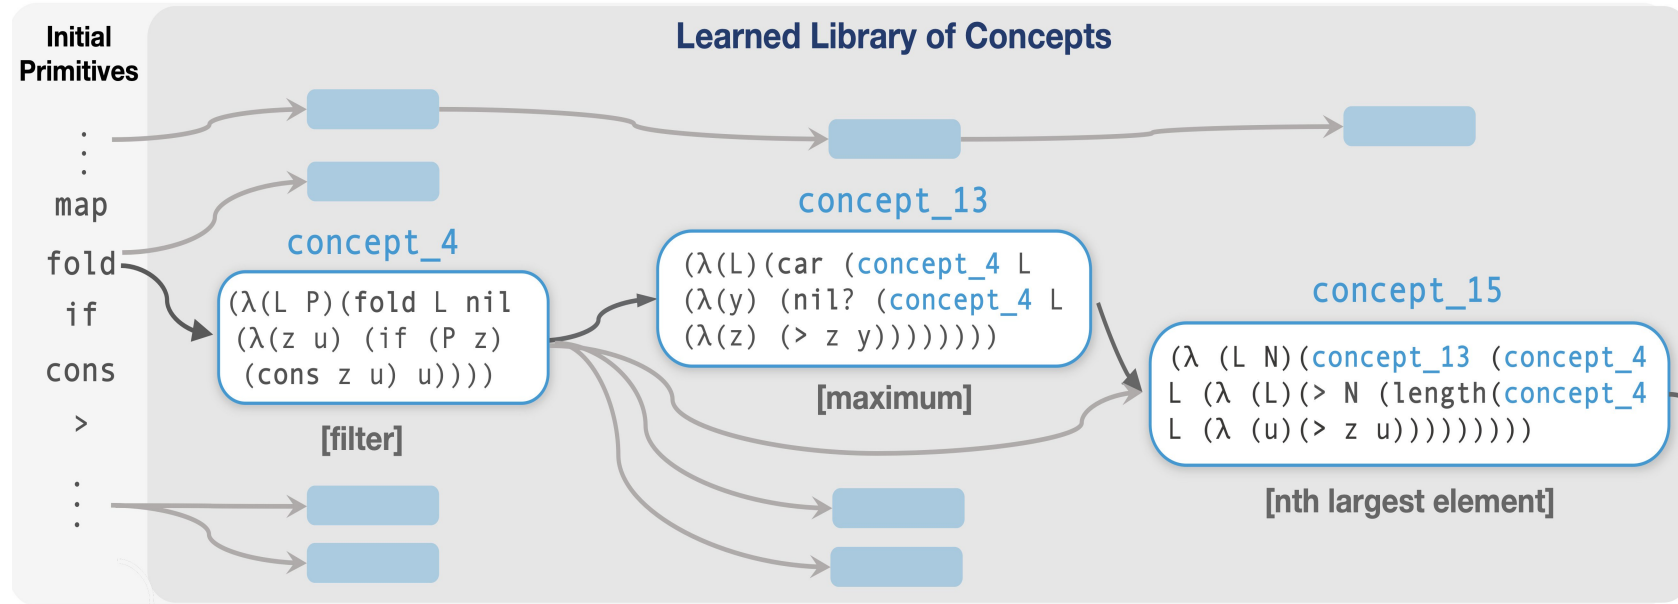 Initial
Primitives
Learned Library of Concepts
map
fold
if
cons
>
concept_4
(λ(L P)(fold L nil
(λ(z u) (if (P z)
(cons z u) u))))
[filter]
concept_13
(λ(L)(car (concept_4 L
(λ(y) (nil? (concept_4 L
(λ(z) (> z y))))))))
[maximum]
concept_15
(λ (L N)(concept_13 (concept_4
L (λ (L)(> N (length(concept_4
L (λ (u)(> z u)))))))))
[nth largest element]